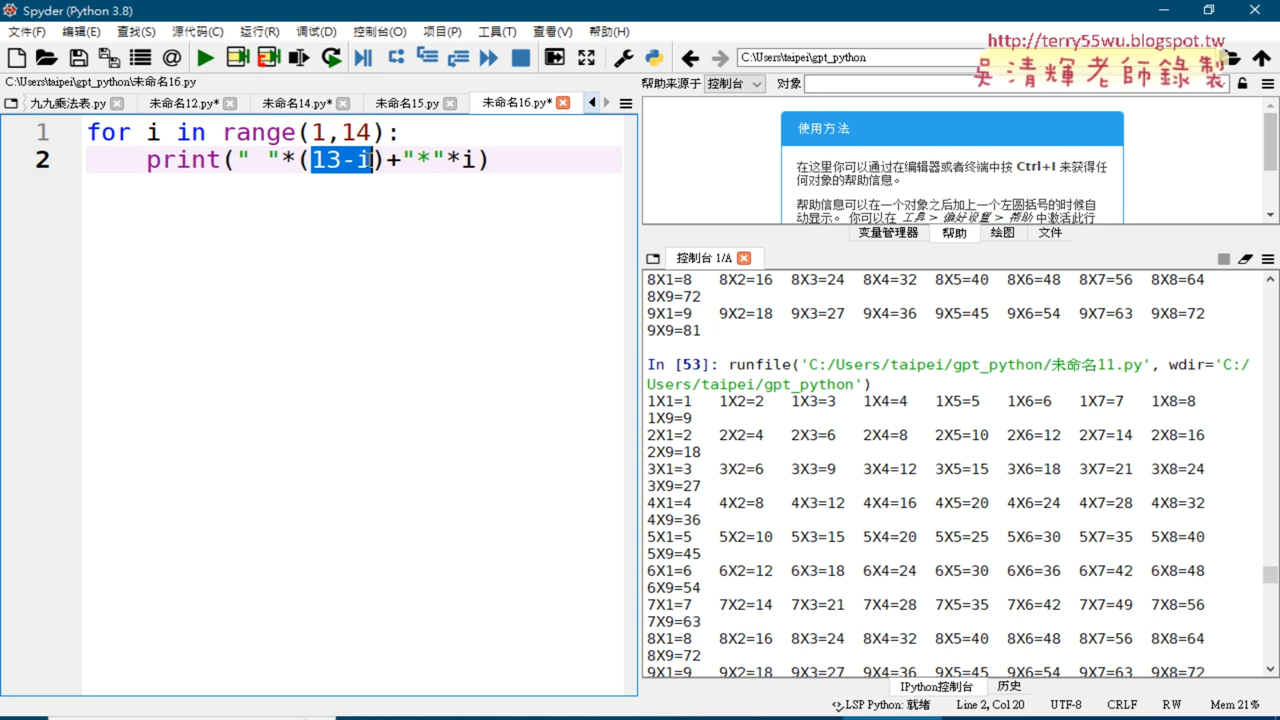 Spyder (Python 3.8)
文件(F) 编辑(E) 查找(S) 源代码(C) 运行(R) 调试(D) 控制台(O) 项目(P) 工具(T) 查看(V) 帮助(H)
http://terry55wu.blogspot.tw
吳清輝老師錄製
C:\Users\taipei\gpt_python
C:\Users\taipei\gpt_python\未命名16.py
帮助来源于 控制台 对象
九九乘法表.py 未命名12.py* 未命名14.py* 未命名15.py 未命名16.py*
1 for i in range(1,14):
2 print(" "*(13-i)+"*"*i)
使用方法
在这里你可以通过在编辑器或者终端中按 Ctrl+I 来获得任
何对象的帮助信息。
帮助信息可以在一个对象之后加上一个左圆括号的时候自
动显示。 你可以在 工具 > 偏好设置 > 帮助 中激活此行
变量管理器 帮助 绘图 文件
控制台 1/A
8X1=8 8X2=16 8X3=24 8X4=32 8X5=40 8X6=48 8X7=56 8X8=64
8X9=72
9X1=9 9X2=18 9X3=27 9X4=36 9X5=45 9X6=54 9X7=63 9X8=72
9X9=81
In [53]: runfile('C:/Users/taipei/gpt_python/未命名11.py', wdir='C:/
Users/taipei/gpt_python')
1X1=1 1X2=2 1X3=3 1X4=4 1X5=5 1X6=6 1X7=7 1X8=8
1X9=9
2X1=2 2X2=4 2X3=6 2X4=8 2X5=10 2X6=12 2X7=14 2X8=16
2X9=18
3X1=3 3X2=6 3X3=9 3X4=12 3X5=15 3X6=18 3X7=21 3X8=24
3X9=27
4X1=4 4X2=8 4X3=12 4X4=16 4X5=20 4X6=24 4X7=28 4X8=32
4X9=36
5X1=5 5X2=10 5X3=15 5X4=20 5X5=25 5X6=30 5X7=35 5X8=40
5X9=45
6X1=6 6X2=12 6X3=18 6X4=24 6X5=30 6X6=36 6X7=42 6X8=48
6X9=54
7X1=7 7X2=14 7X3=21 7X4=28 7X5=35 7X6=42 7X7=49 7X8=56
7X9=63
8X1=8 8X2=16 8X3=24 8X4=32 8X5=40 8X6=48 8X7=56 8X8=64
8X9=72
9X1=9 9X2=18 9X3=27 9X4=36 9X5=45 9X6=54 9X7=63 9X8=72
IPython控制台 历史
LSP Python: 就绪 Line 2, Col 20 UTF-8 CRLF RW Mem 21%